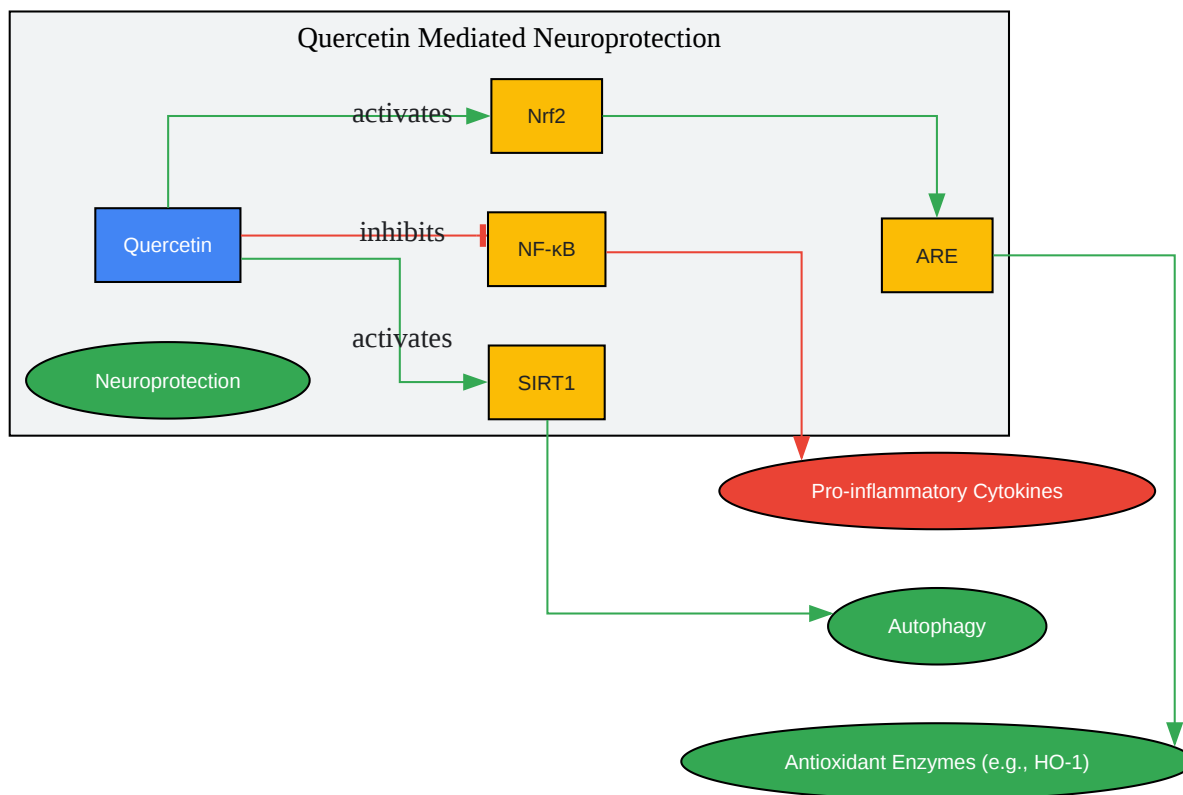 Quercetin Mediated Neuroprotection
activates
Nrf2
Quercetin
inhibits
NF-κB
ARE
activates
SIRT1
Neuroprotection
Pro-inflammatory Cytokines
Autophagy
Antioxidant Enzymes (e.g., HO-1)